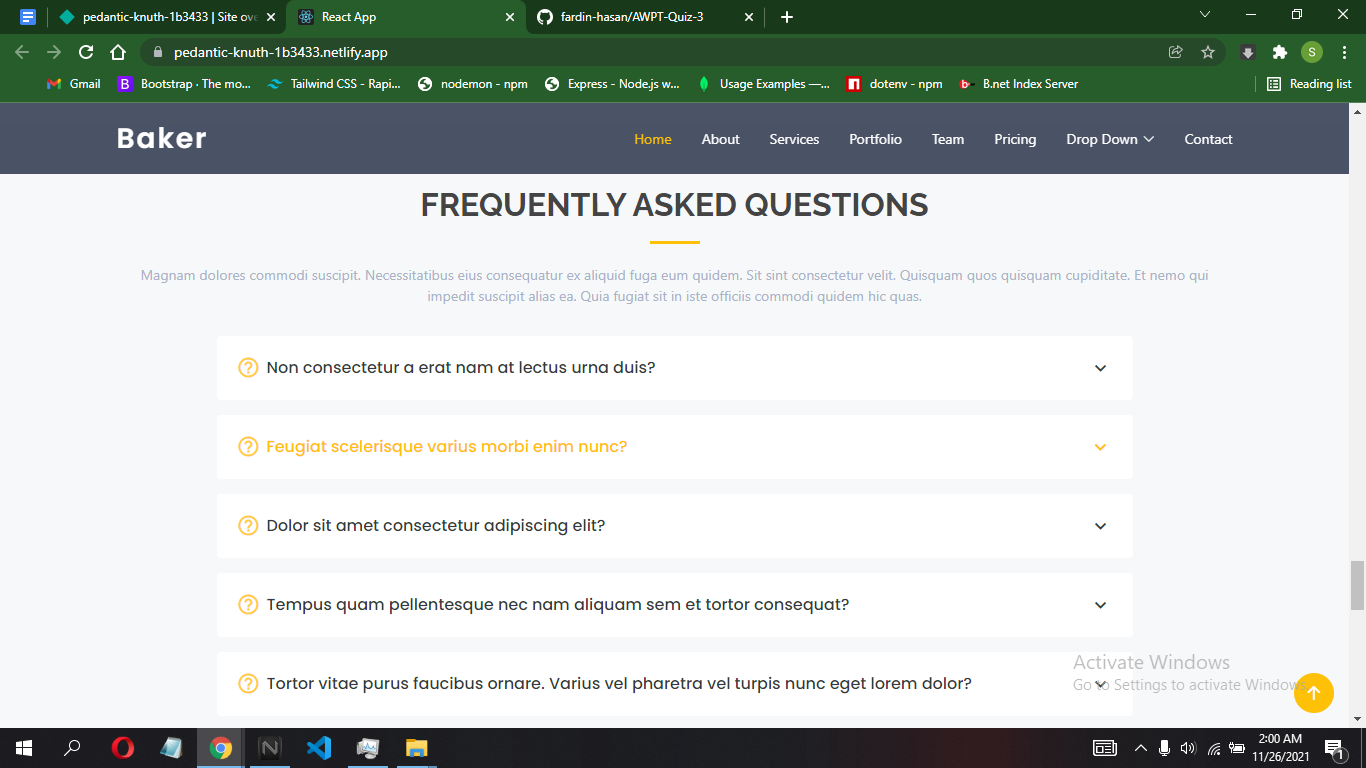 pedantic-knuth-1b3433 | Site ove
React App
fardin-hasan/AWPT-Quiz-3
pedantic-knuth-1b3433.netlify.app
S
Gmail
B
Bootstrap · The mo...
Tailwind CSS - Rapi...
nodemon - npm
Express - Node.js w...
Usage Examples —...
dotenv - npm
B.net Index Server
Reading list
Baker
Home
About
Services
Portfolio
Team
Pricing
Drop Down
Contact
FREQUENTLY ASKED QUESTIONS
Magnam dolores commodi suscipit. Necessitatibus eius consequatur ex aliquid fuga eum quidem. Sit sint consectetur velit. Quisquam quos quisquam cupiditate. Et nemo qui
impedit suscipit alias ea. Quia fugiat sit in iste officiis commodi quidem hic quas.
Non consectetur a erat nam at lectus urna duis?
Feugiat scelerisque varius morbi enim nunc?
Dolor sit amet consectetur adipiscing elit?
Tempus quam pellentesque nec nam aliquam sem et tortor consequat?
Tortor vitae purus faucibus ornare. Varius vel pharetra vel turpis nunc eget lorem dolor?
Activate Windows
Go to Settings to activate Windows.
2:00 AM
11/26/2021
1